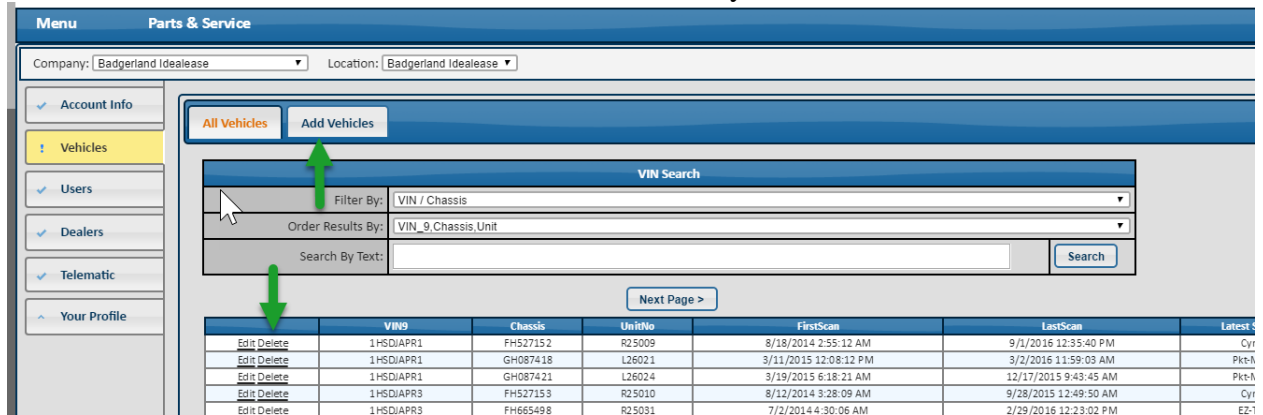 Menu Parts & Service
Company: Badgerland Idealease Location: Badgerland Idealease
Account Info
Vehicles
Users
Dealers
Telematic
Your Profile
All Vehicles Add Vehicles
VIN Search
Filter By: VIN / Chassis
Order Results By: VIN_9,Chassis,Unit
Search By Text: Search
Next Page >
VIN9 Chassis UnitNo FirstScan LastScan Latest
Edit Delete 1HSDJAPR1 FH527152 R25009 8/18/2014 2:55:12 AM 9/1/2016 12:35:40 PM
Edit Delete 1HSDJAPR1 GH087418 L26021 3/11/2015 12:08:12 PM 3/2/2016 11:59:03 AM
Edit Delete 1HSDJAPR1 GH087421 L26024 3/19/2015 6:18:21 AM 12/17/2015 9:43:45 AM
Edit Delete 1HSDJAPR3 FH527153 R25010 8/12/2014 3:28:09 AM 9/28/2015 12:49:50 AM
Edit Delete 1HSDJAPR3 FH665498 R25031 7/2/2014 4:30:06 AM 2/29/2016 12:23:02 PM